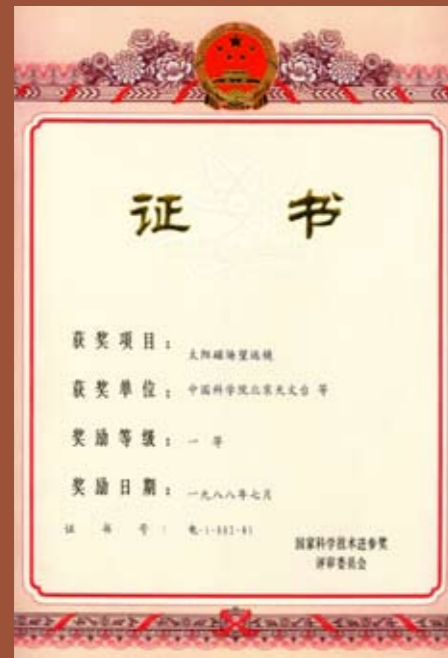 证 书
获奖项目：太阳磁场望远镜
获奖单位：中国科学院北京天文台 等
奖励等级：一 等
奖励日期：一九八八年七月
证 书 号：
国家科学技术进步奖
评审委员会